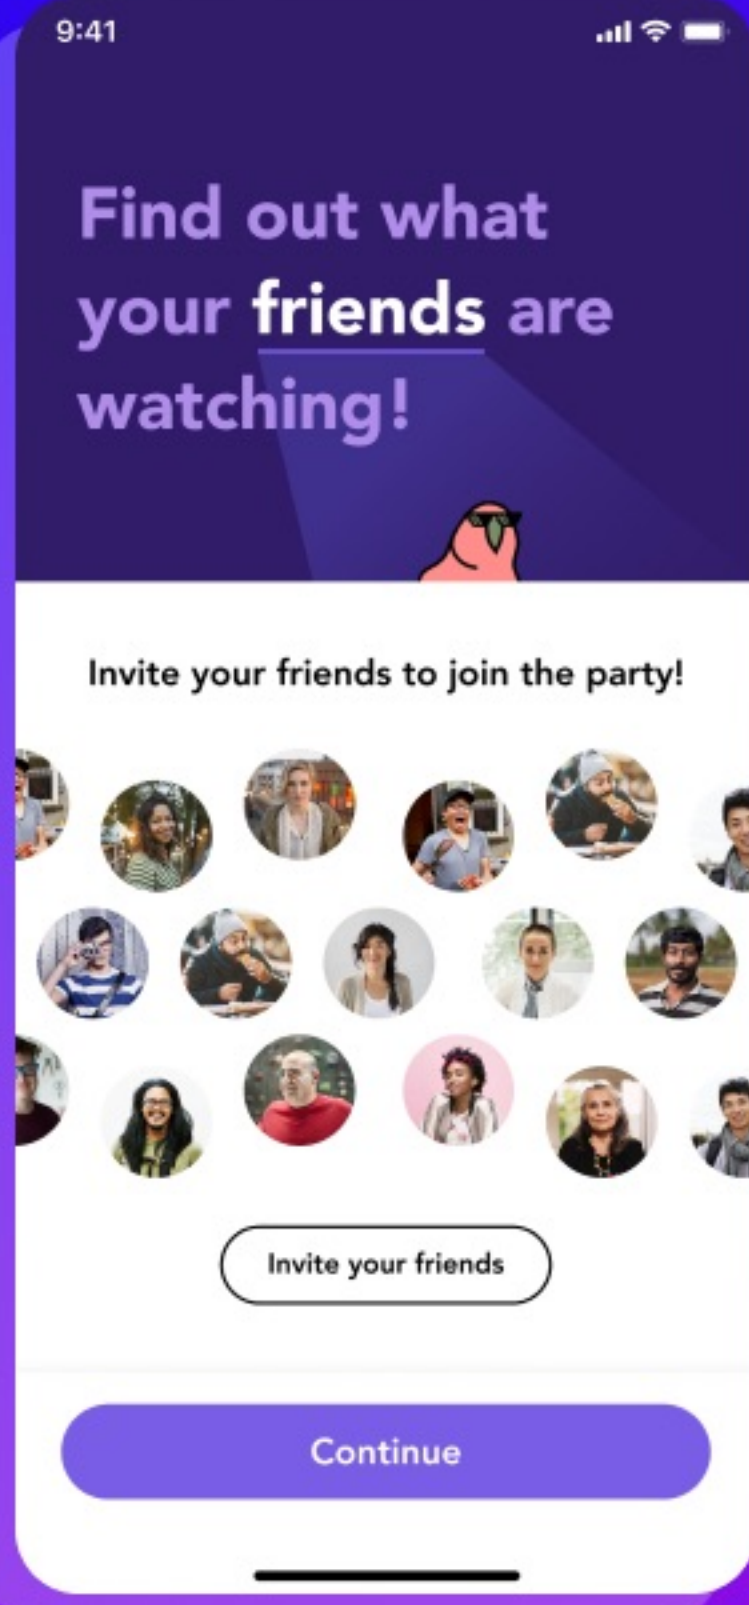 9:41
Find out what
your friends are
watching!
Invite your friends to join the party!
Invite your friends
Continue